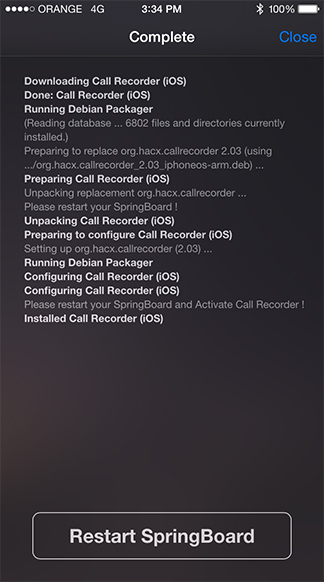 ORANGE 4G 3:34 PM 100%
Complete Close
Downloading Call Recorder (iOS)
Done: Call Recorder (iOS)
Running Debian Packager
(Reading database ... 6802 files and directories currently
installed.)
Preparing to replace org.hacx.callrecorder 2.03 (using
.../org.hacx.callrecorder_2.03_iphoneos-arm.deb) ...
Preparing Call Recorder (iOS)
Unpacking replacement org.hacx.callrecorder ...
Please restart your SpringBoard !
Unpacking Call Recorder (iOS)
Preparing to configure Call Recorder (iOS)
Setting up org.hacx.callrecorder (2.03) ...
Running Debian Packager
Configuring Call Recorder (iOS)
Configuring Call Recorder (iOS)
Please restart your SpringBoard and Activate Call Recorder !
Installed Call Recorder (iOS)
Restart SpringBoard